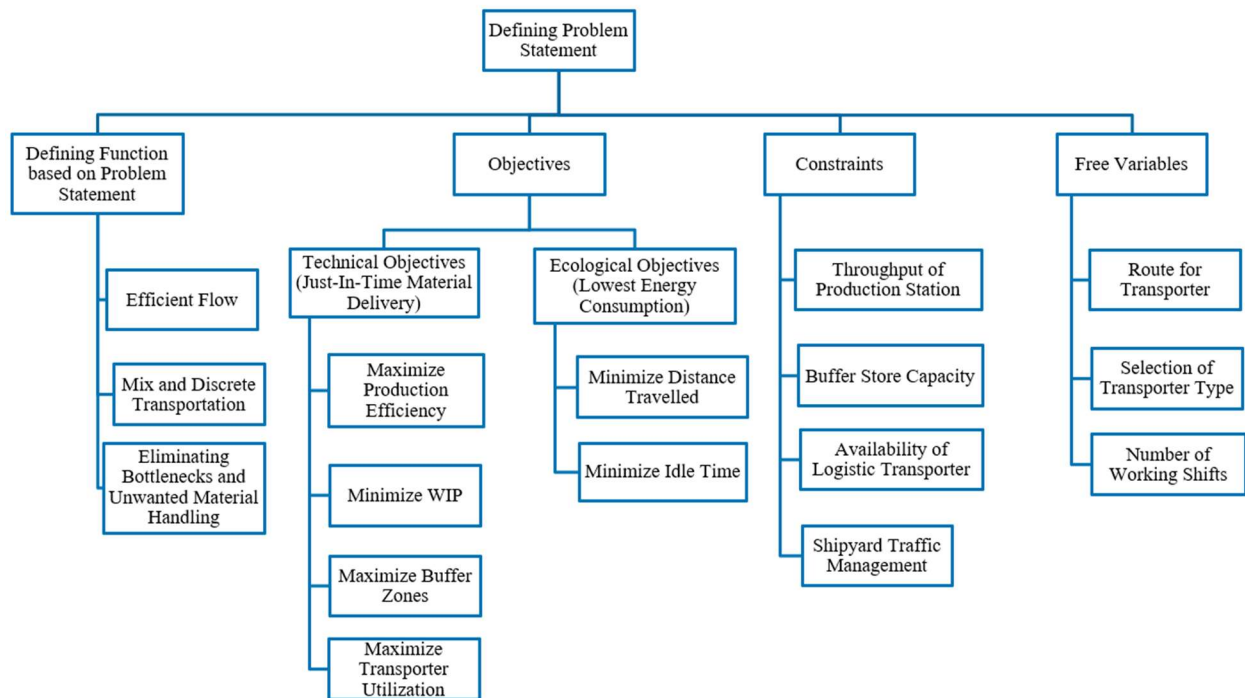 Defining Problem
Statement
Defining Function
based on Problem
Statement
Objectives
Constraints
Free Variables
Efficient Flow
Mix and Discrete
Transportation
Eliminating
Bottlenecks and
Unwanted Material
Handling
Technical Objectives
(Just-In-Time Material
Delivery)
Maximize
Production
Efficiency
Minimize WIP
Maximize Buffer
Zones
Maximize
Transporter
Utilization
Ecological Objectives
(Lowest Energy
Consumption)
Minimize Distance
Travelled
Minimize Idle Time
Throughput of
Production Station
Buffer Store Capacity
Availability of
Logistic Transporter
Shipyard Traffic
Management
Route for
Transporter
Selection of
Transporter Type
Number of
Working Shifts